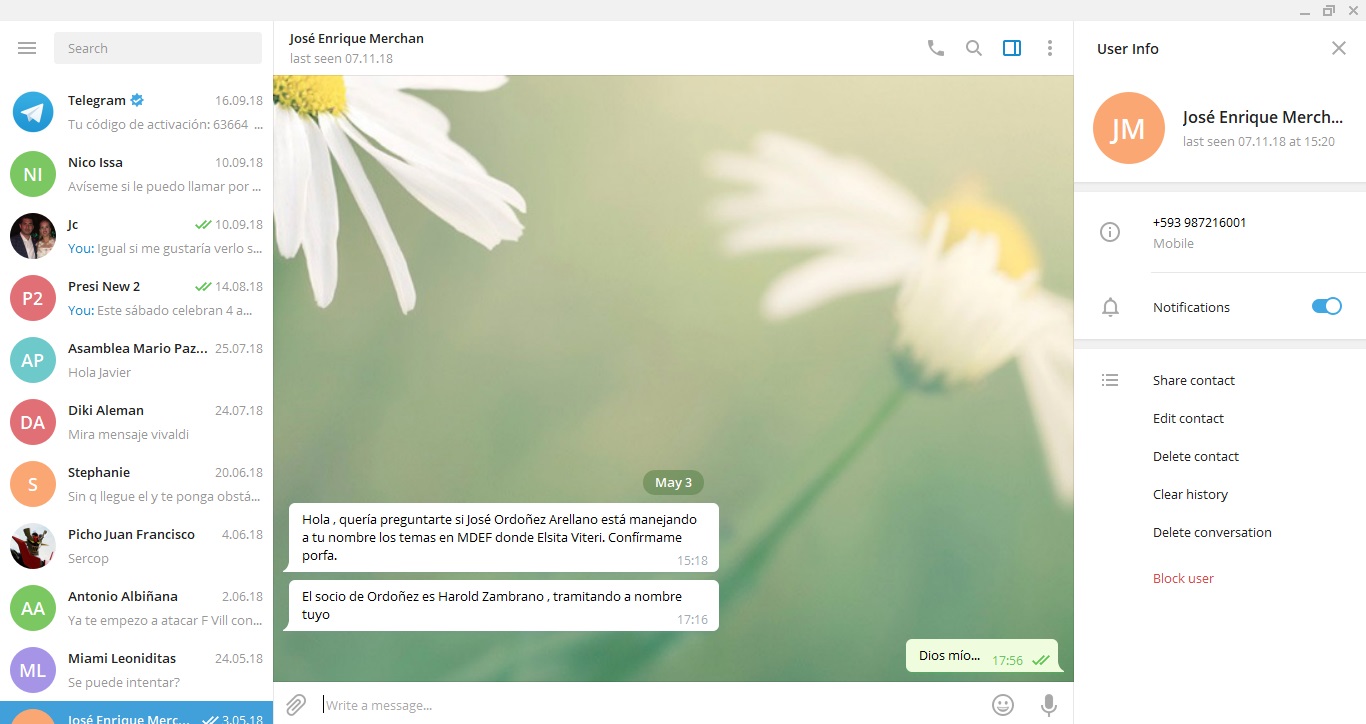 Search
Telegram 16.09.18
Tu código de activación: 63664 ...
Nico Issa 10.09.18
Avíseme si le puedo llamar por ...
Jc 10.09.18
You: Igual si me gustaría verlo s...
Presi New 2 14.08.18
You: Este sábado celebran 4 a...
Asamblea Mario Paz... 25.07.18
Hola Javier
Diki Aleman 24.07.18
Mira mensaje vivaldi
Stephanie 20.06.18
Sin q llegue el y te ponga obstá...
Picho Juan Francisco 4.06.18
Sercop
Antonio Albiñana 2.06.18
Ya te empezo a atacar F Vill con...
Miami Leoniditas 24.05.18
Se puede intentar?
José Enrique Merc... 3.05.18
NI
P2
AP
DA
S
AA
ML
José Enrique Merchan
last seen 07.11.18
May 3
Hola , quería preguntarte si José Ordoñez Arellano está manejando
a tu nombre los temas en MDEF donde Elsita Viteri. Confírmame
porfa. 15:18
El socio de Ordoñez es Harold Zambrano , tramitando a nombre
tuyo 17:16
Dios mío... 17:56
Write a message...
User Info
JM
José Enrique Merch...
last seen 07.11.18 at 15:20
+593 987216001
Mobile
Notifications
Share contact
Edit contact
Delete contact
Clear history
Delete conversation
Block user